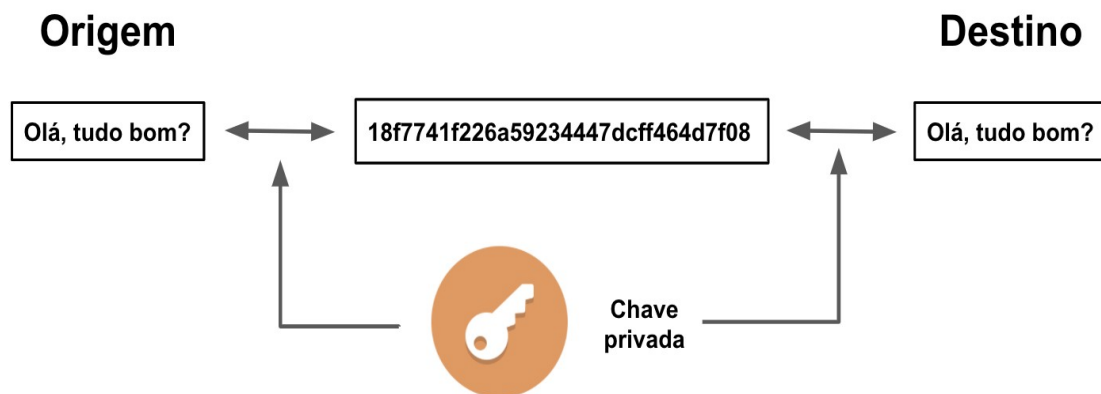 Origem
Destino
Olá, tudo bom?
18f7741f226a59234447dcff464d7f08
Olá, tudo bom?
Chave
privada